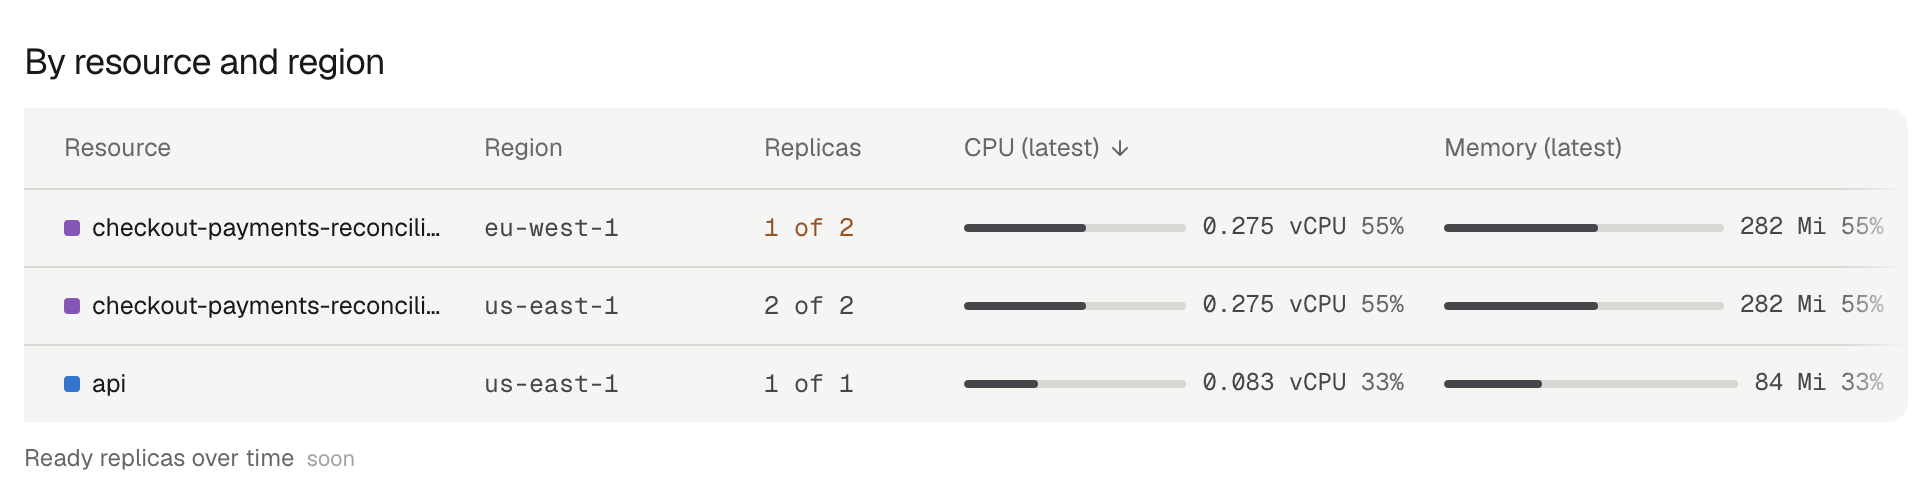 By resource and region
Resource Region Replicas CPU (latest) ↓ Memory (latest)
checkout-payments-reconcili… eu-west-1 1 of 2 0.275 vCPU 55% 282 Mi 55%
checkout-payments-reconcili… us-east-1 2 of 2 0.275 vCPU 55% 282 Mi 55%
api us-east-1 1 of 1 0.083 vCPU 33% 84 Mi 33%
Ready replicas over time soon